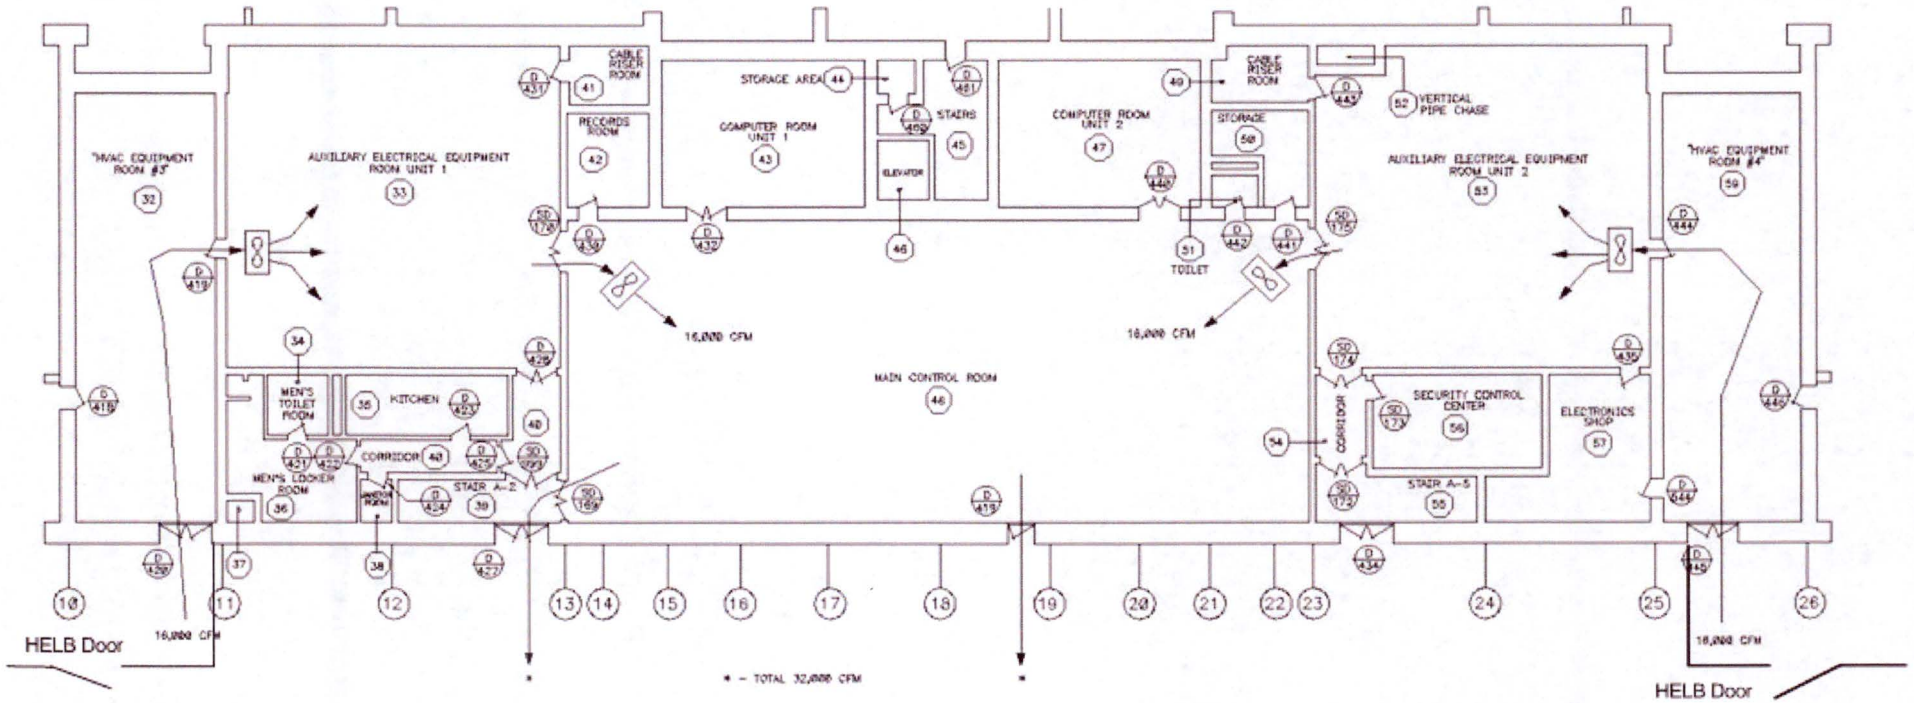 CABLE
RISER
ROOM
41
D
431
RECORDS
ROOM
42
STORAGE AREA
44
COMPUTER ROOM
UNIT 1
43
D
461
D
460
STAIRS
45
ELEVATOR
46
COMPUTER ROOM
UNIT 2
47
D
440
CABLE
RISER
ROOM
49
D
443
52
VERTICAL
PIPE CHASE
STORAGE
50
"HVAC EQUIPMENT
ROOM #3"
32
AUXILIARY ELECTRICAL EQUIPMENT
ROOM UNIT 1
33
AUXILIARY ELECTRICAL EQUIPMENT
ROOM UNIT 2
53
"HVAC EQUIPMENT
ROOM #4"
59
SD
170
D
430
D
432
51
TOILET
D
442
D
441
SD
175
D
444
D
419
16,000 CFM
16,000 CFM
34
D
428
SD
174
D
435
MAIN CONTROL ROOM
48
D
418
MEN'S
TOILET
ROOM
35
KITCHEN
D
423
40
SD
173
SECURITY CONTROL
CENTER
56
ELECTRONICS
SHOP
57
D
446
D
421
D
422
CORRIDOR
40
D
425
SD
54
CORRIDOR
MEN'S LOCKER
ROOM
36
JANITOR
ROOM
D
424
STAIR A-2
39
SD
169
D
419
SD
172
STAIR A-5
55
D
544
D
420
37
38
D
427
D
434
D
445
10
11
12
13
14
15
16
17
18
19
20
21
22
23
24
25
26
16,000 CFM
16,000 CFM
HELB Door
*
* - TOTAL 32,000 CFM
*
HELB Door